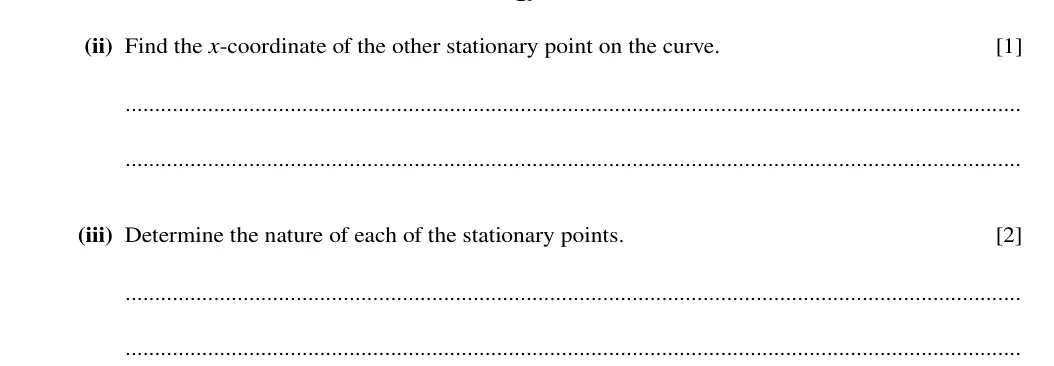 (ii) Find the x-coordinate of the other stationary point on the curve. [1]
(iii) Determine the nature of each of the stationary points. [2]